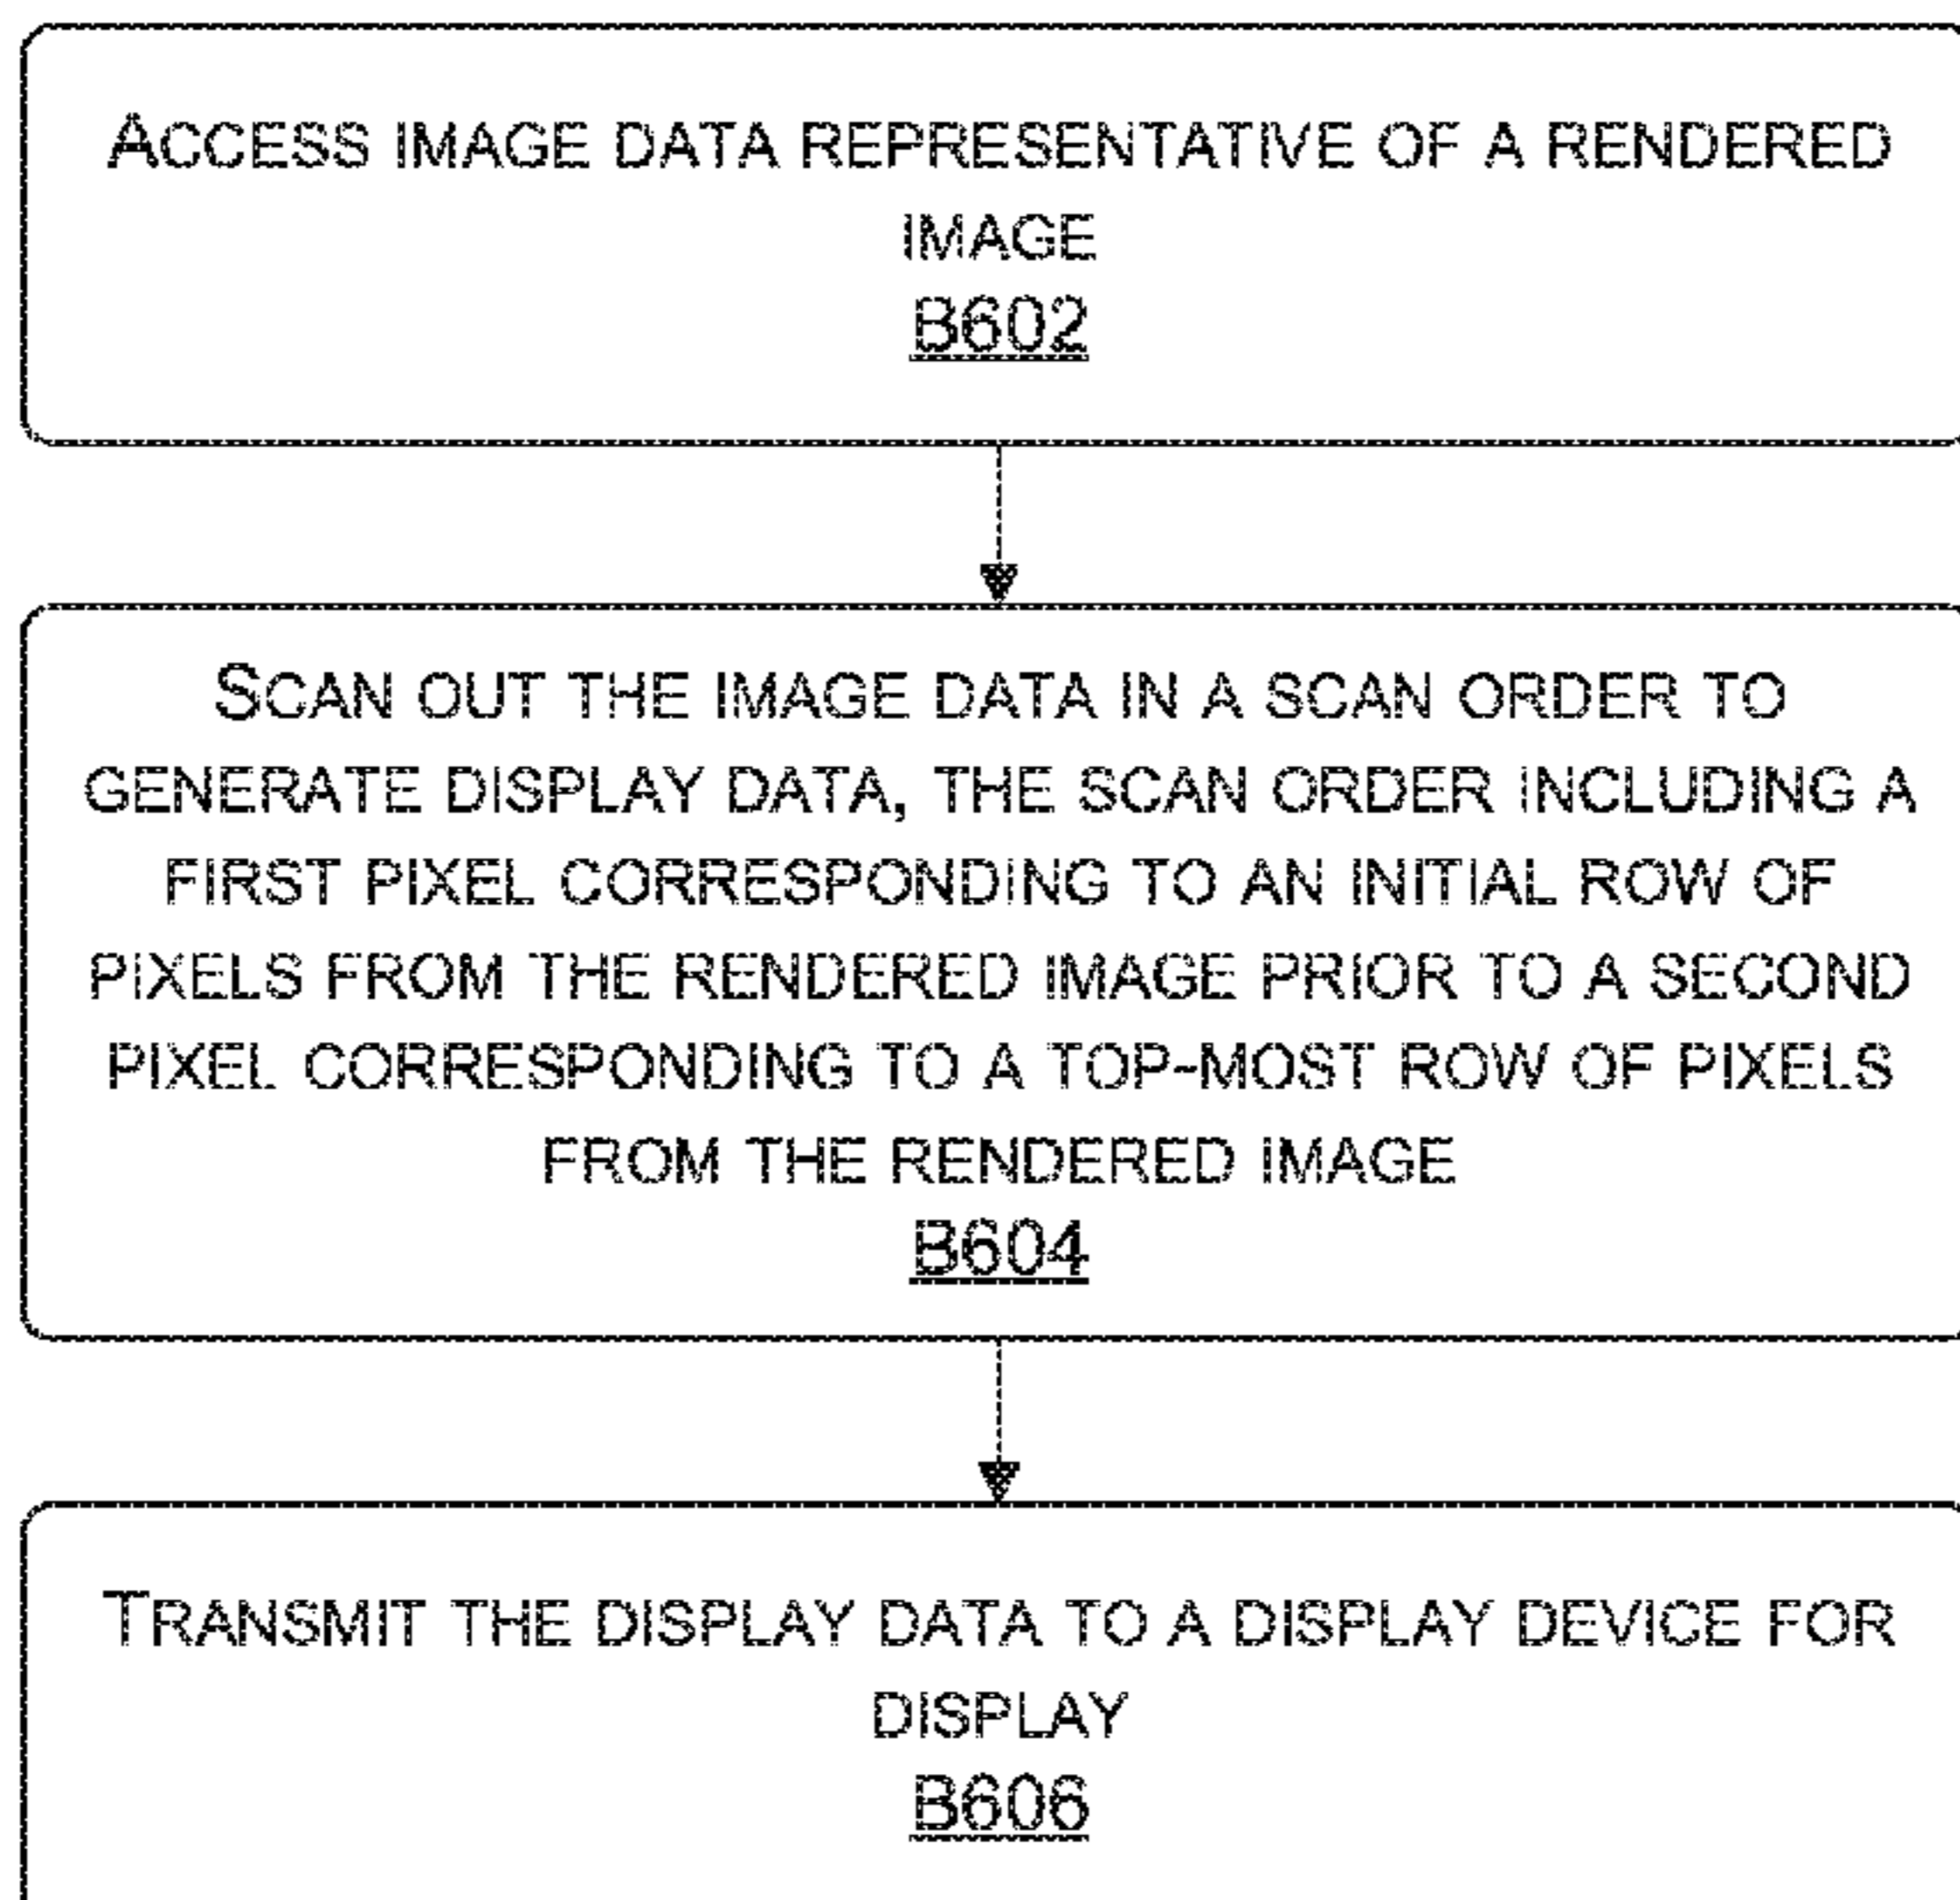 ACCESS IMAGE DATA REPRESENTATIVE OF A RENDERED
IMAGE
B602
SCAN OUT THE IMAGE DATA IN A SCAN ORDER TO
GENERATE DISPLAY DATA, THE SCAN ORDER INCLUDING A
FIRST PIXEL CORRESPONDING TO AN INITIAL ROW OF
PIXELS FROM THE RENDERED IMAGE PRIOR TO A SECOND
PIXEL CORRESPONDING TO A TOP-MOST ROW OF PIXELS
FROM THE RENDERED IMAGE
B604
TRANSMIT THE DISPLAY DATA TO A DISPLAY DEVICE FOR
DISPLAY
B606